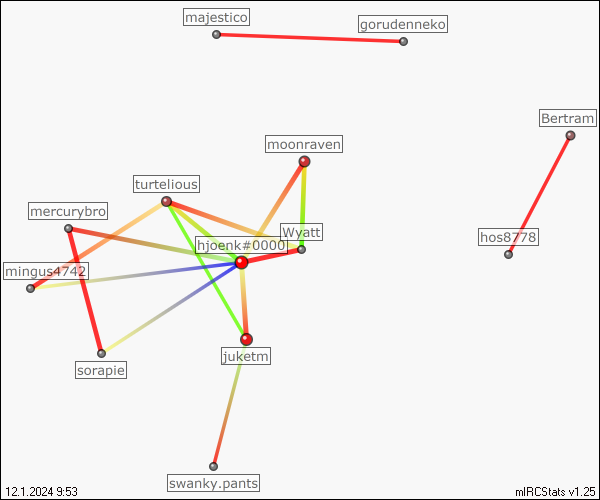 majestico
gorudenneko
Bertram
moonraven
turtelious
mercurybro
Wyatt
hjoenk#0000
hos8778
mingus4742
juketm
sorapie
swanky.pants
12.1.2024 9:53
mIRCStats v1.25